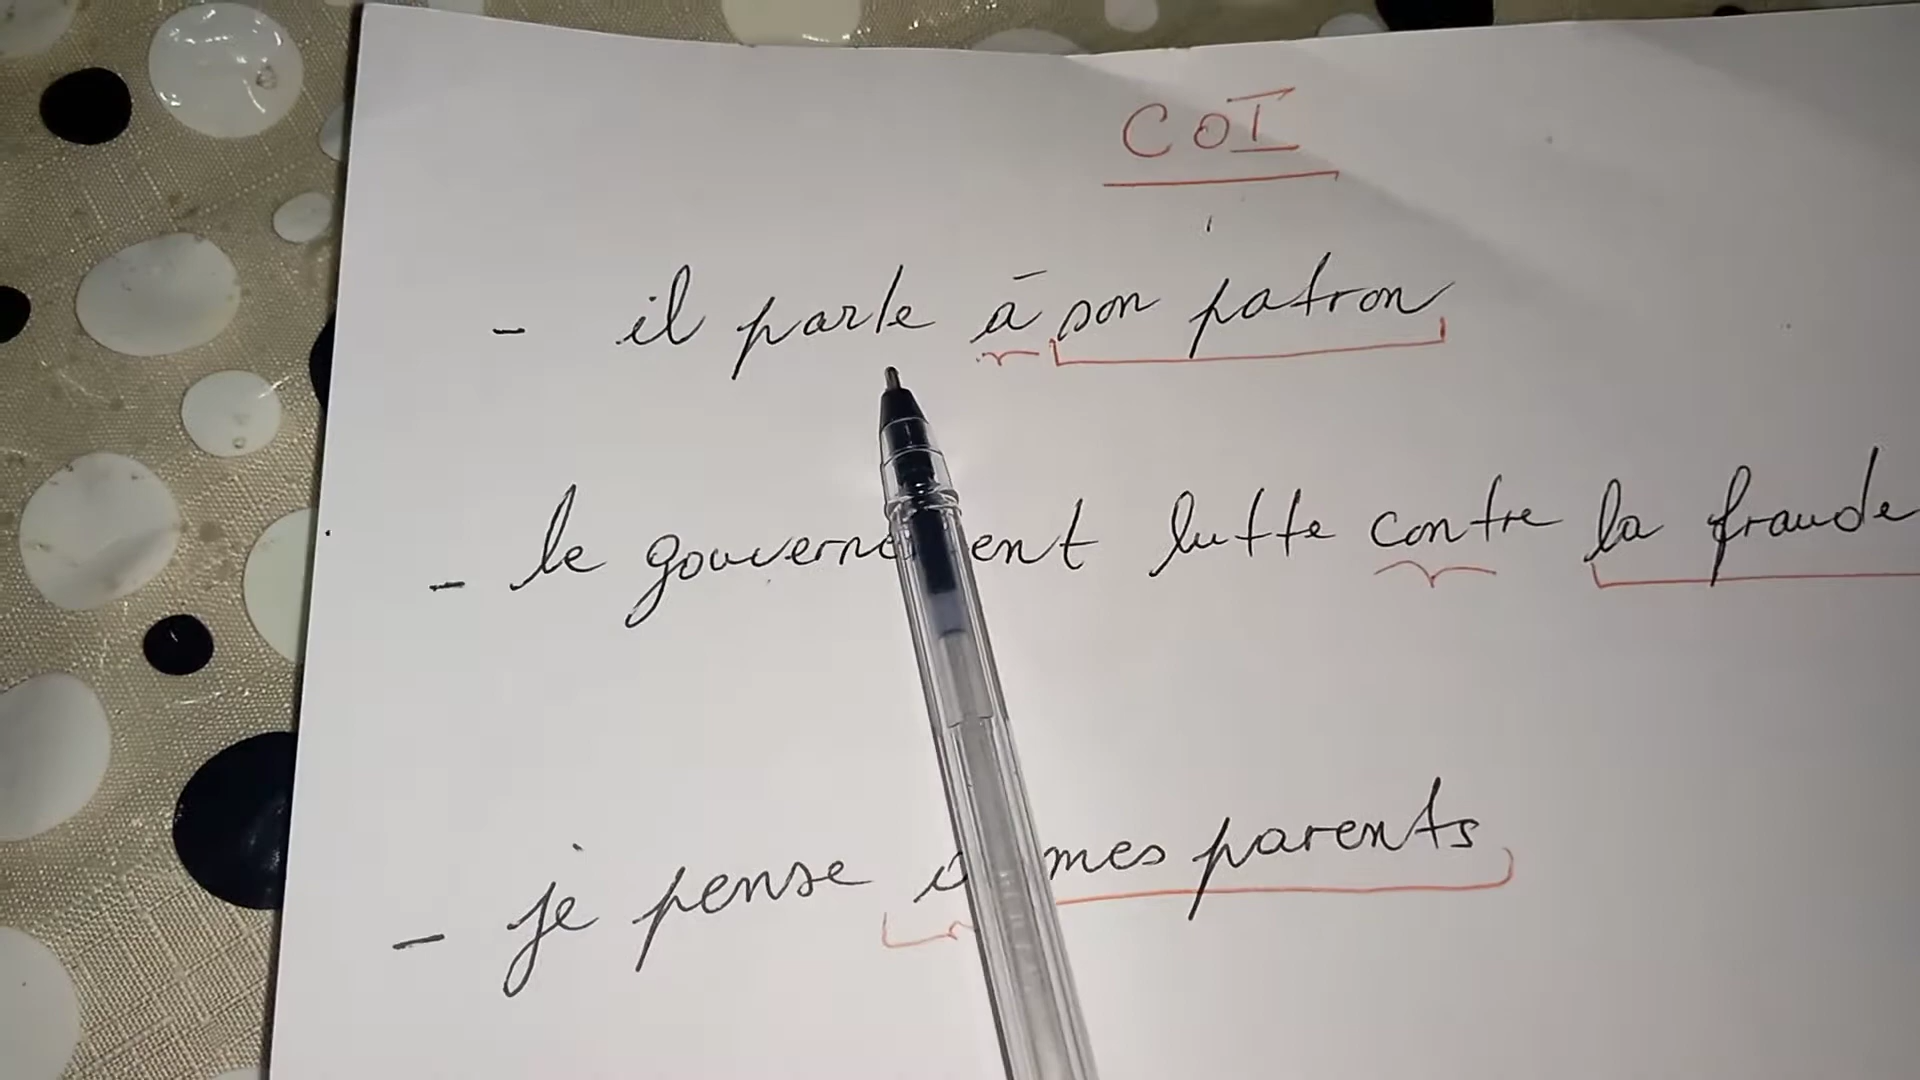 COI
- il parle à son patron
- le gouvernement lutte contre la fraude
- je pense à mes parents